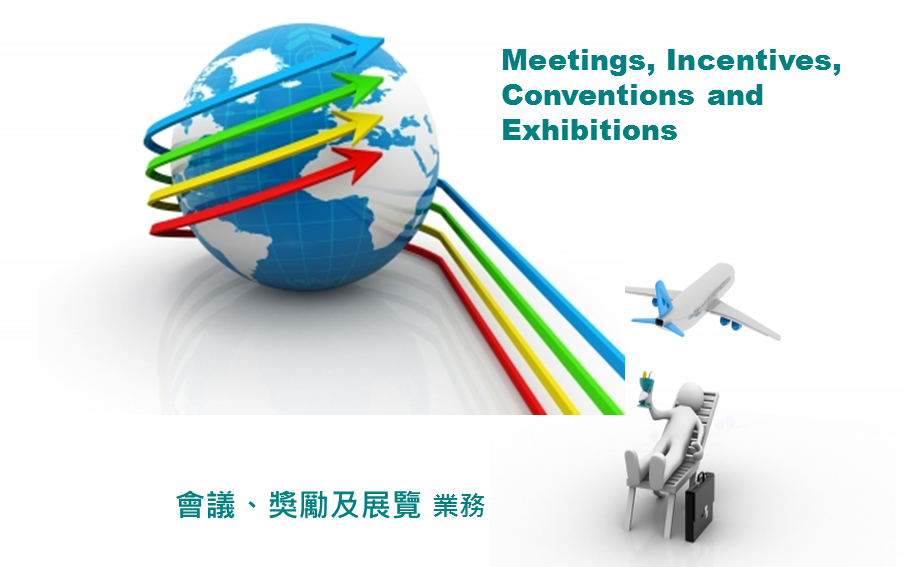 Meetings, Incentives,
Conventions and
Exhibitions
會議、獎勵及展覽 業務